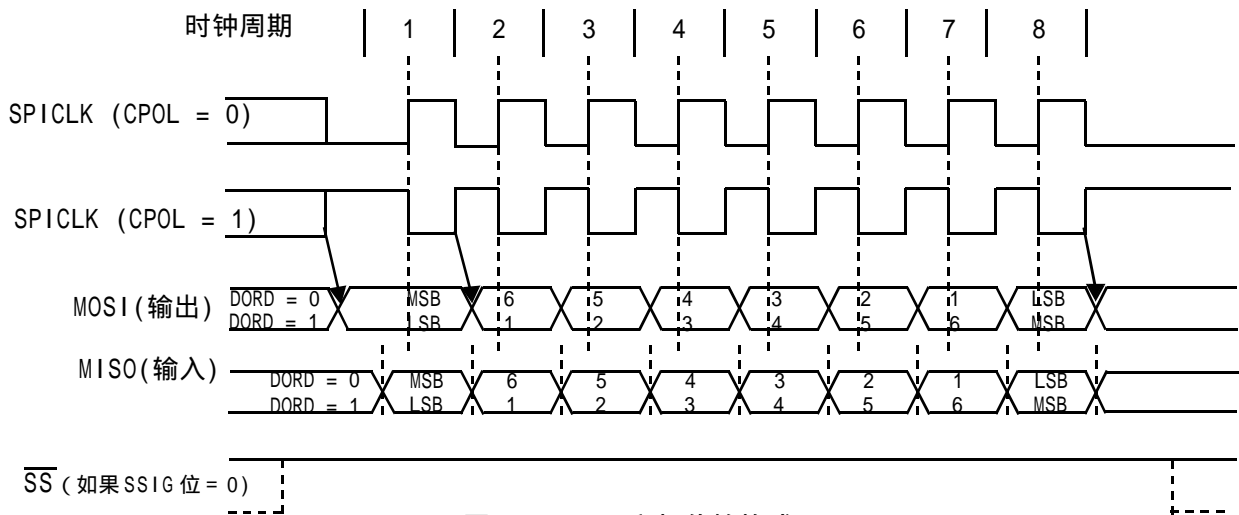 时钟周期 1 2 3 4 5 6 7 8
SPICLK (CPOL = 0)
SPICLK (CPOL = 1)
MOSI(输出) DORD = 0 MSB 6 5 4 3 2 1 LSB
DORD = 1 LSB 1 2 3 4 5 6 MSB
MISO(输入) DORD = 0 MSB 6 5 4 3 2 1 LSB
DORD = 1 LSB 1 2 3 4 5 6 MSB
SS (如果SSIG位= 0)